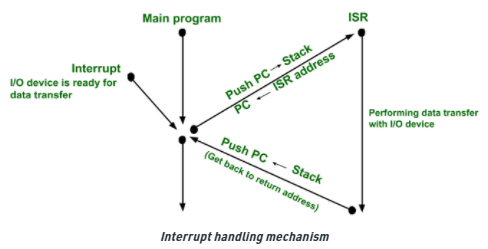 Main program
ISR
Interrupt
I/O device is ready for
data transfer
Push PC → Stack
PC ← ISR address
Performing data transfer
with I/O device
Push PC ← Stack
(Get back to return address)
Interrupt handling mechanism